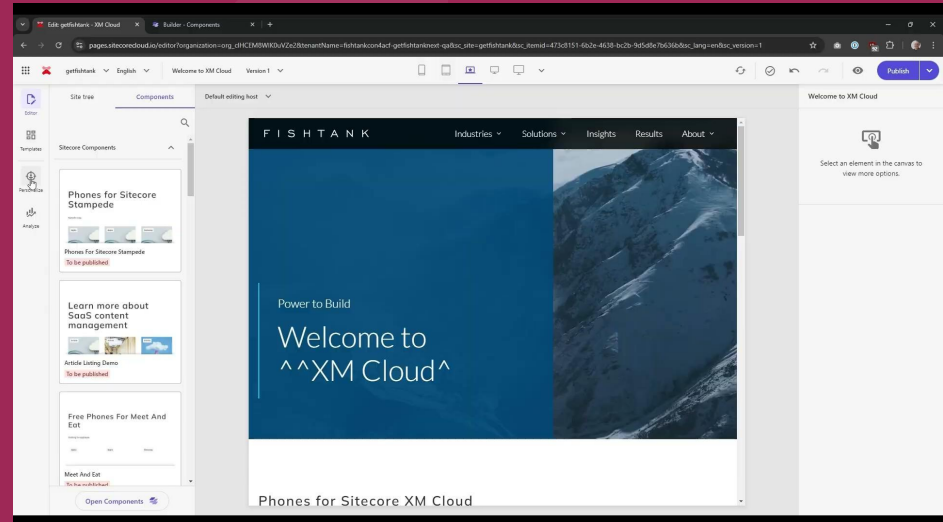 Edit: getfishtank - XM Cloud
Builder - Components
pages.sitecorecloud.io/editor?organization=org_clHCEM8WIK0uVZe2&tenantName=fishtankcon4acf-getfishtanknext-qa&sc_site=getfishtank&sc_itemid=473c8151-6b2e-4638-bc2b-9d5d8e7b636b&sc_lang=en&sc_version=1
getfishtank
English
Welcome to XM Cloud
Version 1
Publish
Editor
Templates
Personalize
Analyze
Site tree
Components
Sitecore Components
Phones for Sitecore
Stampede
Phones For Sitecore Stampede
To be published
Learn more about
SaaS content
management
Article Listing Demo
To be published
Free Phones For Meet And
Eat
Meet And Eat
To be published
Open Components
Default editing host
FISHTANK
Industries
Solutions
Insights
Results
About
Power to Build
Welcome to
^^XM Cloud^
Phones for Sitecore XM Cloud
Welcome to XM Cloud
Select an element in the canvas to
view more options.